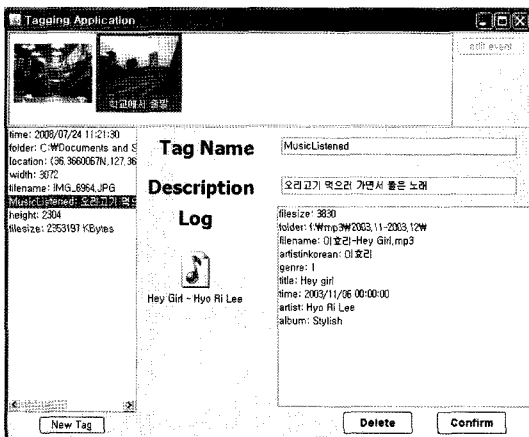 Tagging Application
edit event
학교에서 출발
time: 2008/07/24 11:21:30
folder: C:₩Documents and S
location: (36.3660067N,127.36
width: 3072
filename: IMG_6964.JPG
MusicListened: 오리고기 먹으
height: 2304
filesize: 2353197 KBytes
New Tag
Tag Name
MusicListened
Description
오리고기 먹으러 가면서 들은 노래
Log
Hey Girl - Hyo Ri Lee
filesize: 3830
folder: f:₩mp3₩2003,11-2003,12₩
filename: 이효리-Hey Girl,mp3
artistinkorean: 이효리
genre: I
title: Hey girl
time: 2003/11/06 00:00:00
artist: Hyo Ri Lee
album: Stylish
Delete
Confirm